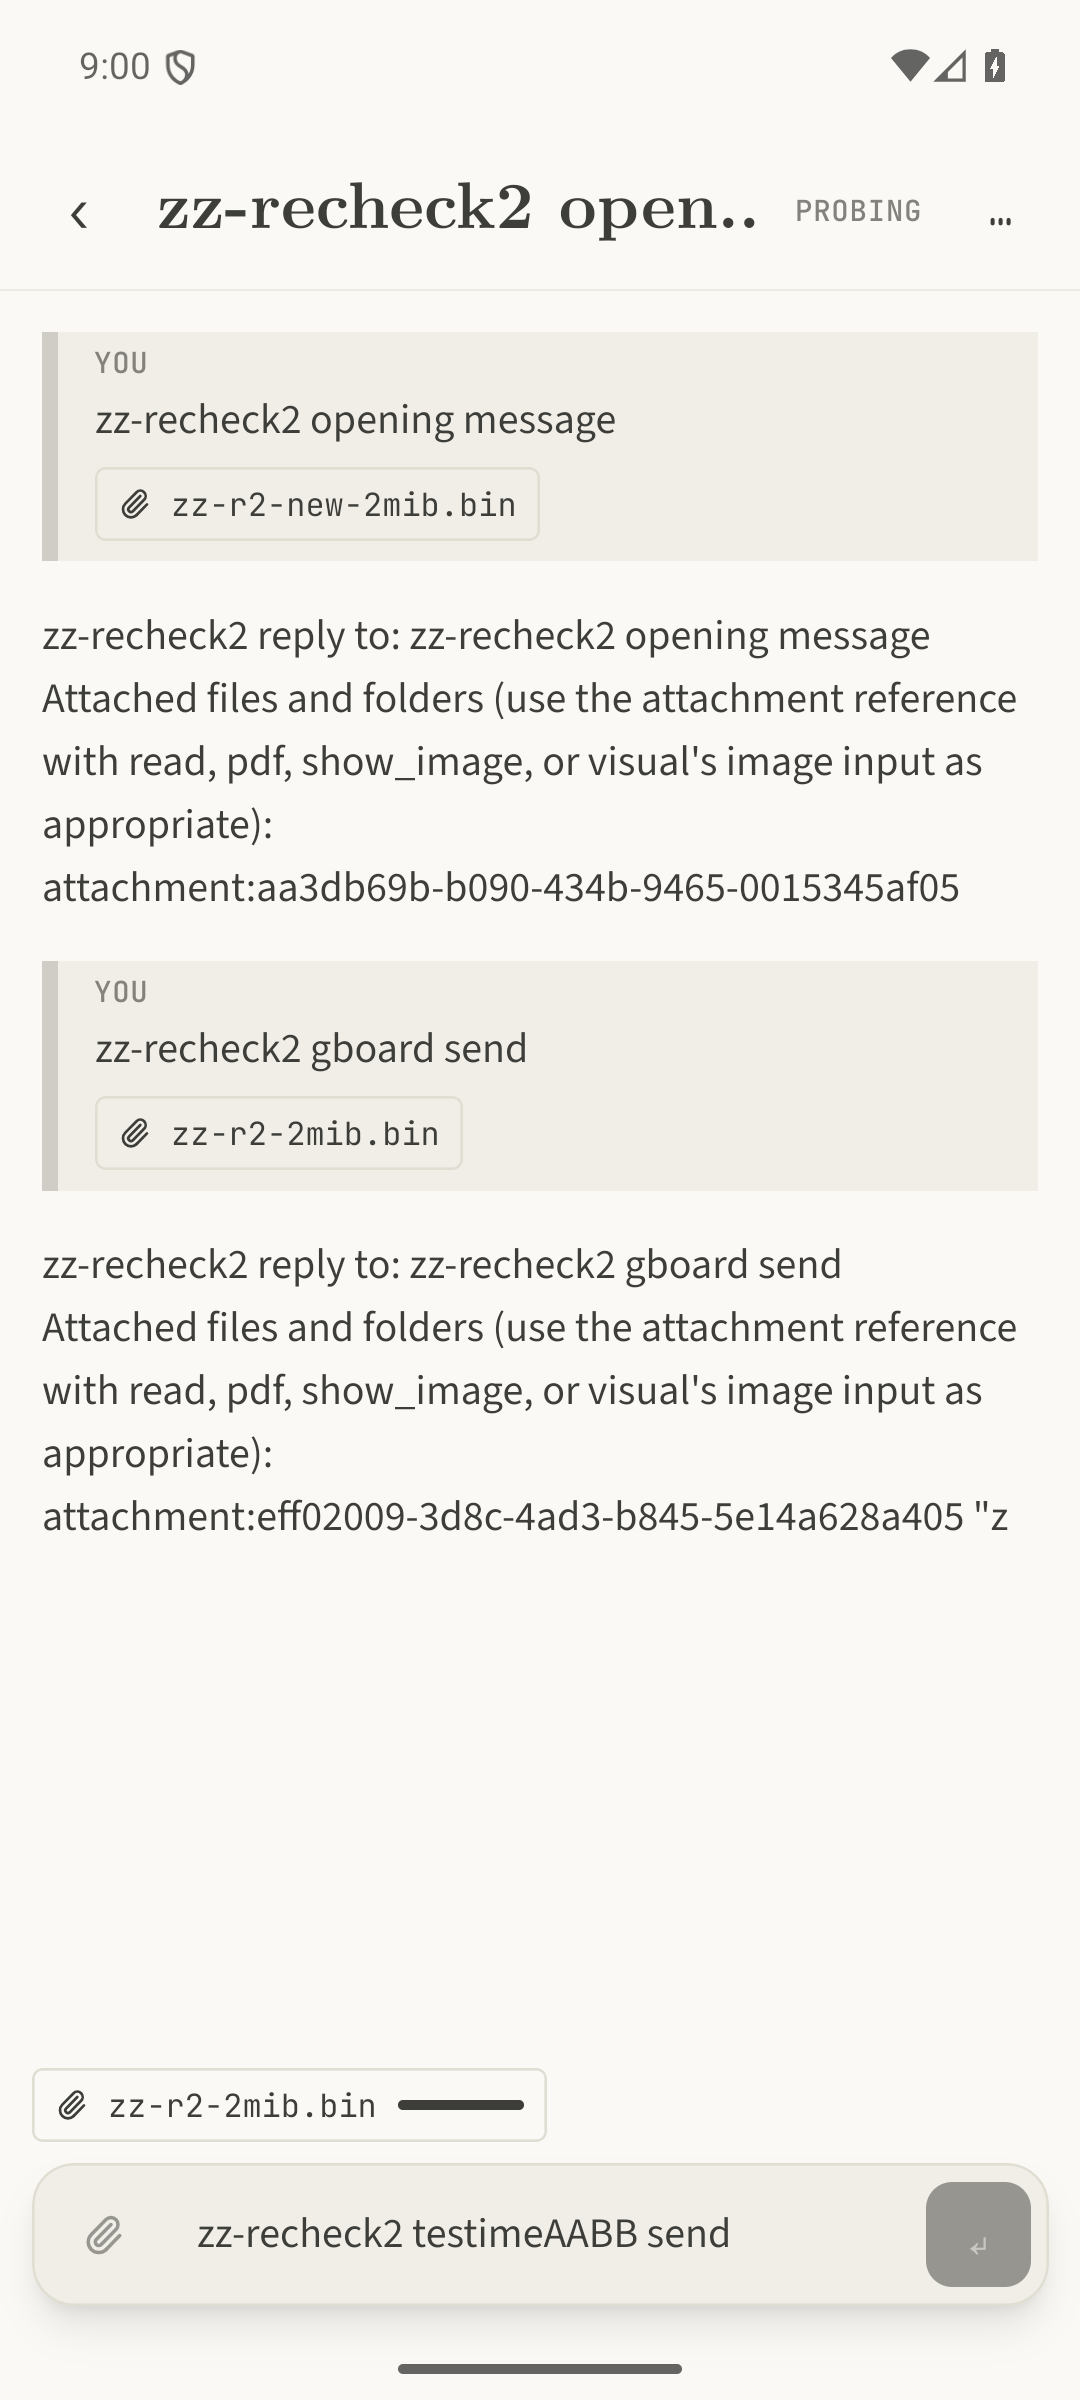 9:00
‹ zz-recheck2 open.. PROBING …
YOU
zz-recheck2 opening message
zz-r2-new-2mib.bin
zz-recheck2 reply to: zz-recheck2 opening message
Attached files and folders (use the attachment reference
with read, pdf, show_image, or visual's image input as
appropriate):
attachment:aa3db69b-b090-434b-9465-0015345af05
YOU
zz-recheck2 gboard send
zz-r2-2mib.bin
zz-recheck2 reply to: zz-recheck2 gboard send
Attached files and folders (use the attachment reference
with read, pdf, show_image, or visual's image input as
appropriate):
attachment:eff02009-3d8c-4ad3-b845-5e14a628a405 "z
zz-r2-2mib.bin
zz-recheck2 testimeAABB send